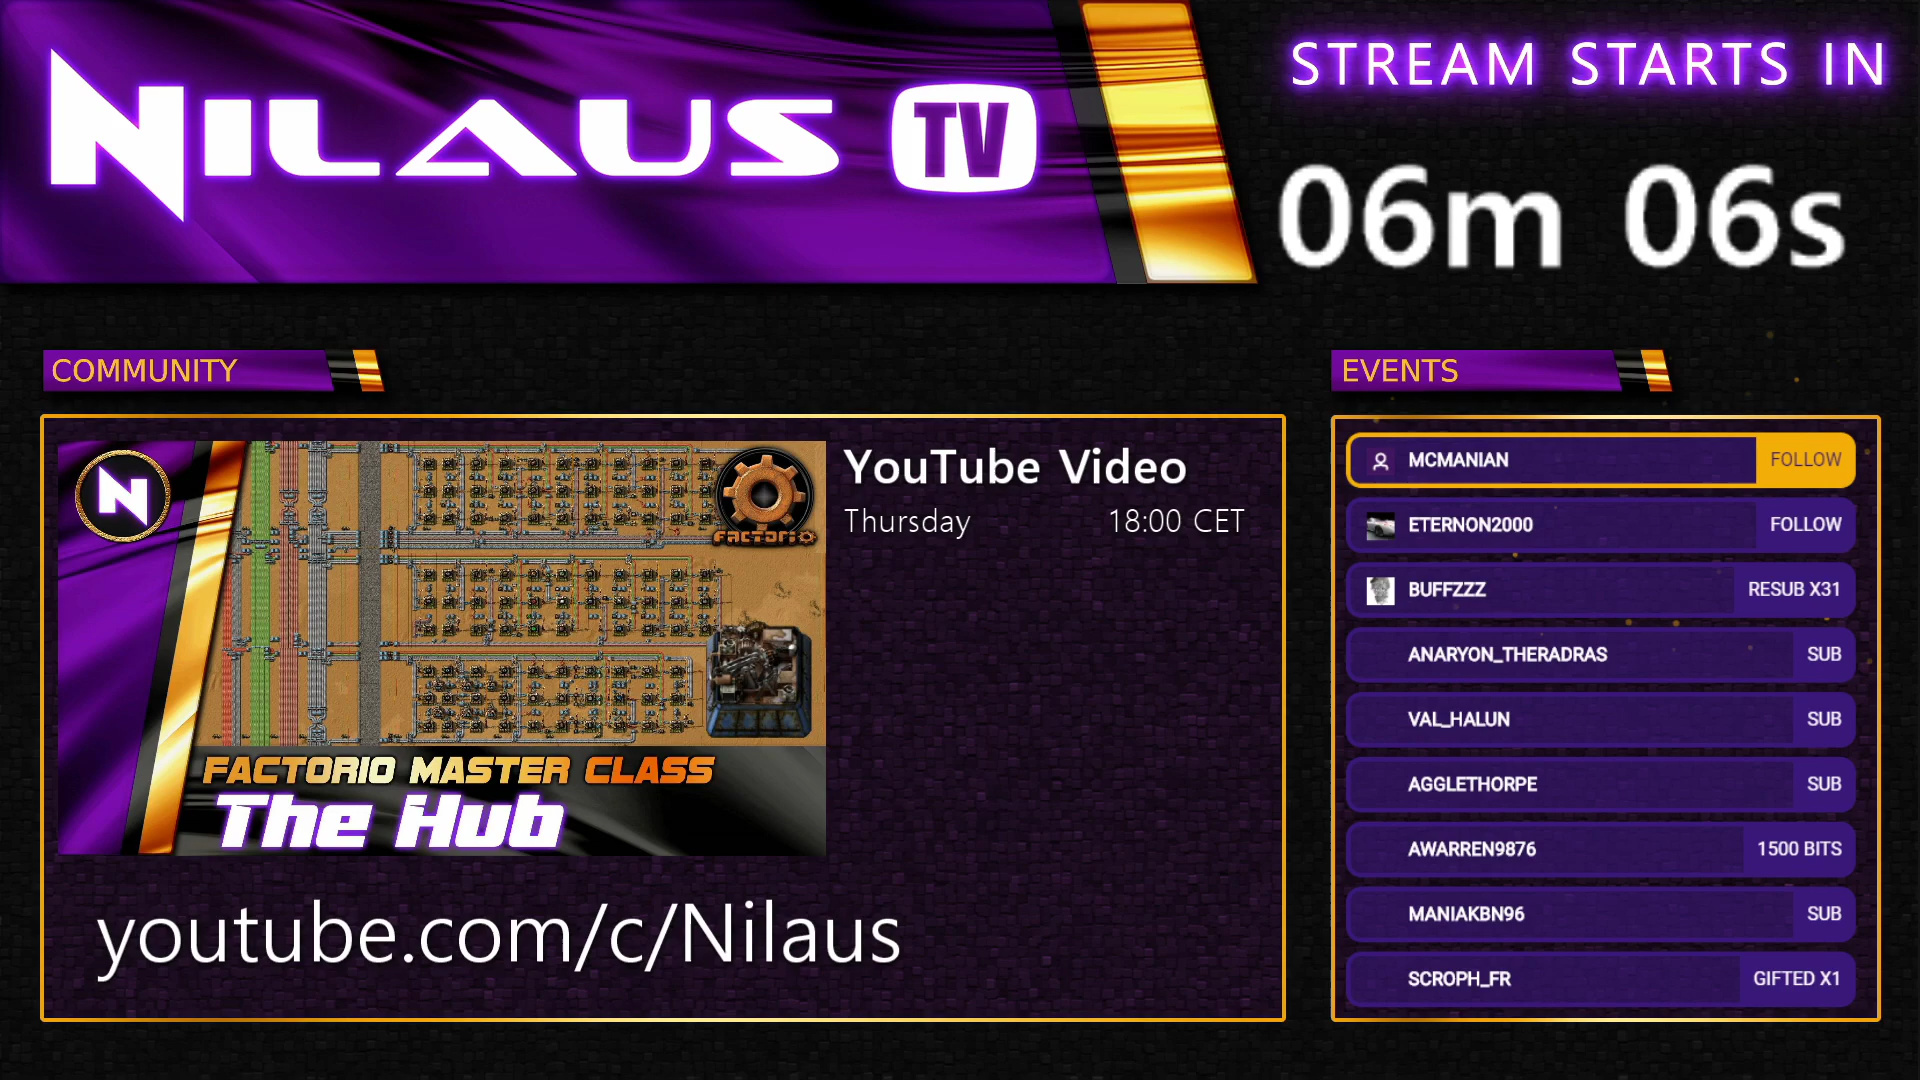 NILAUS TV
STREAM STARTS IN
06m 06s
COMMUNITY
N
FACTORIO
FACTORIO MASTER CLASS
The Hub
YouTube Video
Thursday 18:00 CET
youtube.com/c/Nilaus
EVENTS
MCMANIAN FOLLOW
ETERNON2000 FOLLOW
BUFFZZZ RESUB X31
ANARYON_THERADRAS SUB
VAL_HALUN SUB
AGGLETHORPE SUB
AWARREN9876 1500 BITS
MANIAKBN96 SUB
SCROPH_FR GIFTED X1